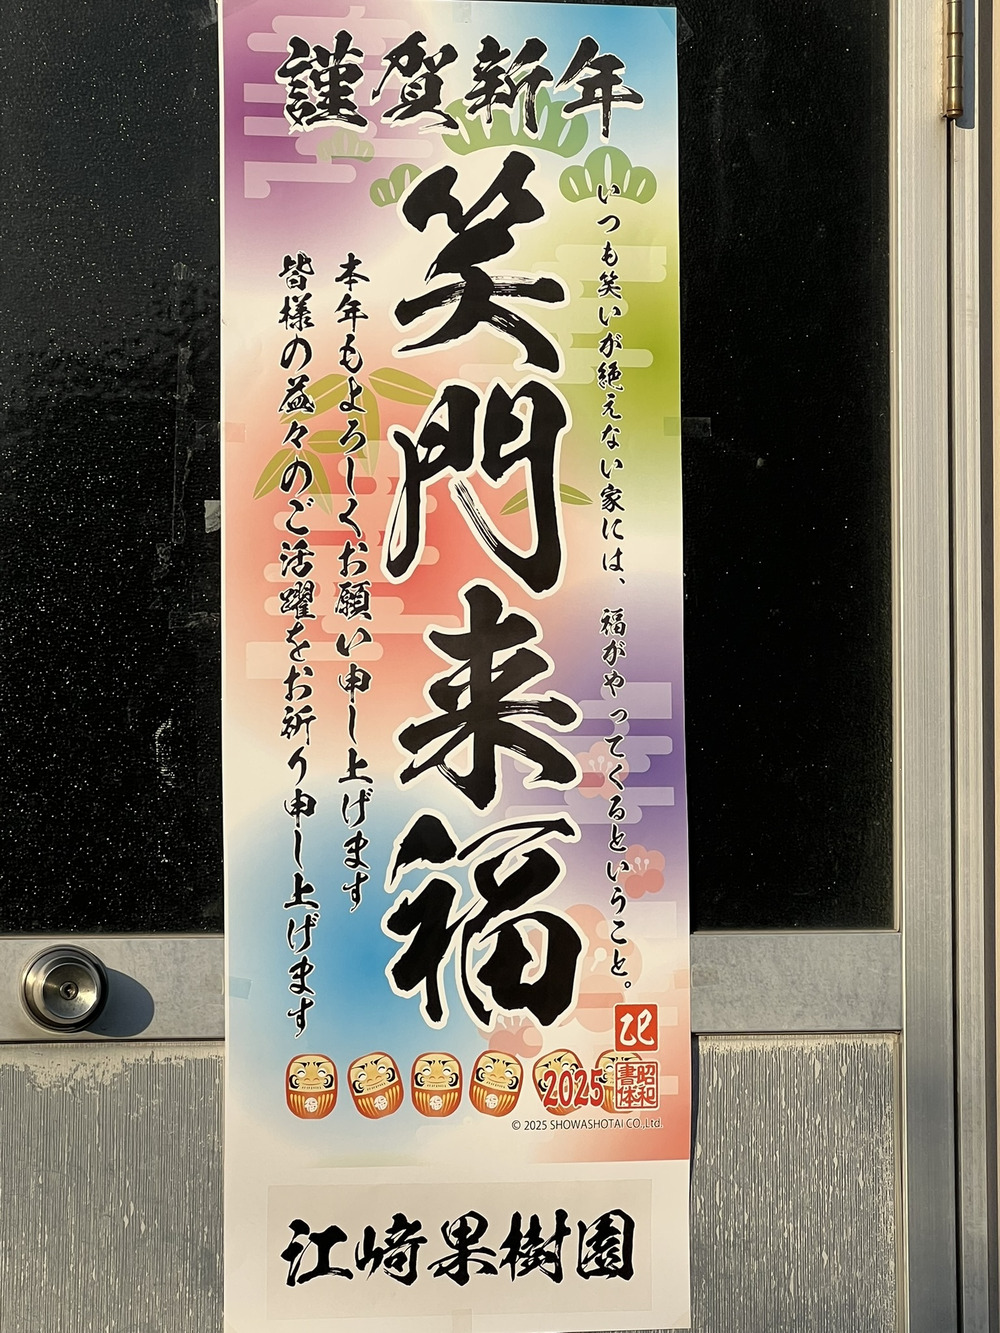 謹賀新年
いつも笑いが絶えない家には、福がやってくるということ。
笑門来福
本年もよろしくお願い申し上げます
皆様の益々のご活躍をお祈り申し上げます
乙巳
2025
昭和書体
© 2025 SHOWASHOTAI CO.,Ltd.
江﨑果樹園